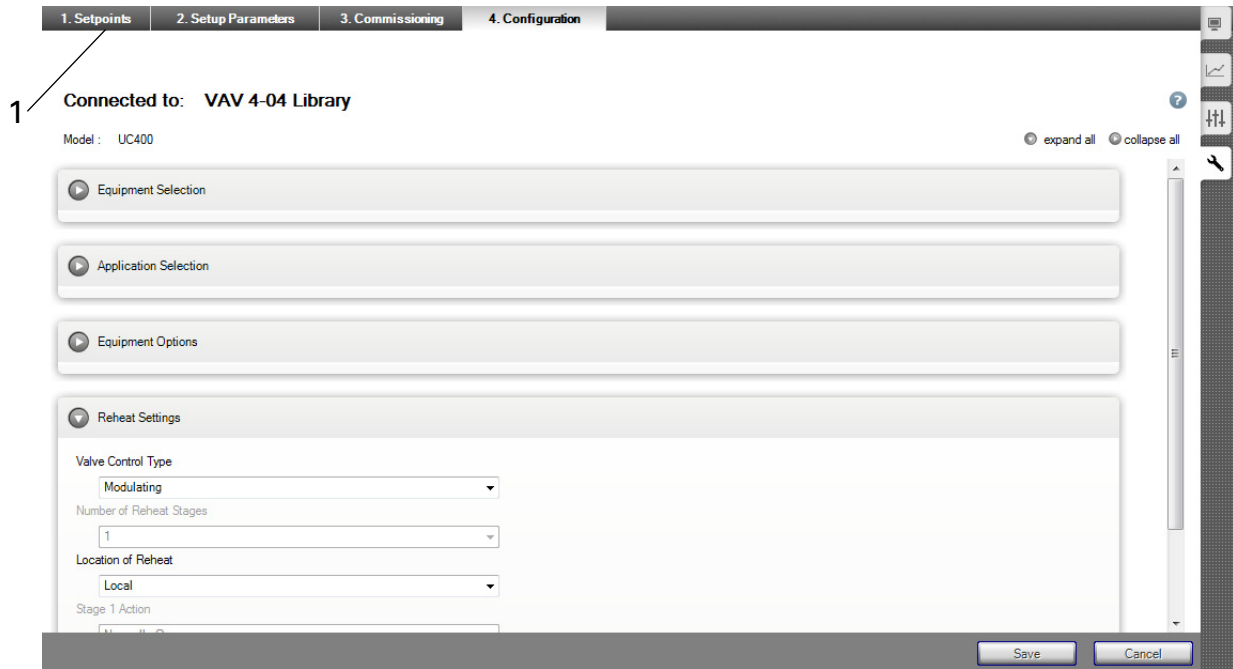 1. Setpoints 2. Setup Parameters 3. Commissioning 4. Configuration
1
Connected to: VAV 4-04 Library
?
Model : UC400
expand all collapse all
Equipment Selection
Application Selection
Equipment Options
Reheat Settings
Valve Control Type
Modulating
Number of Reheat Stages
1
Location of Reheat
Local
Stage 1 Action
Save Cancel